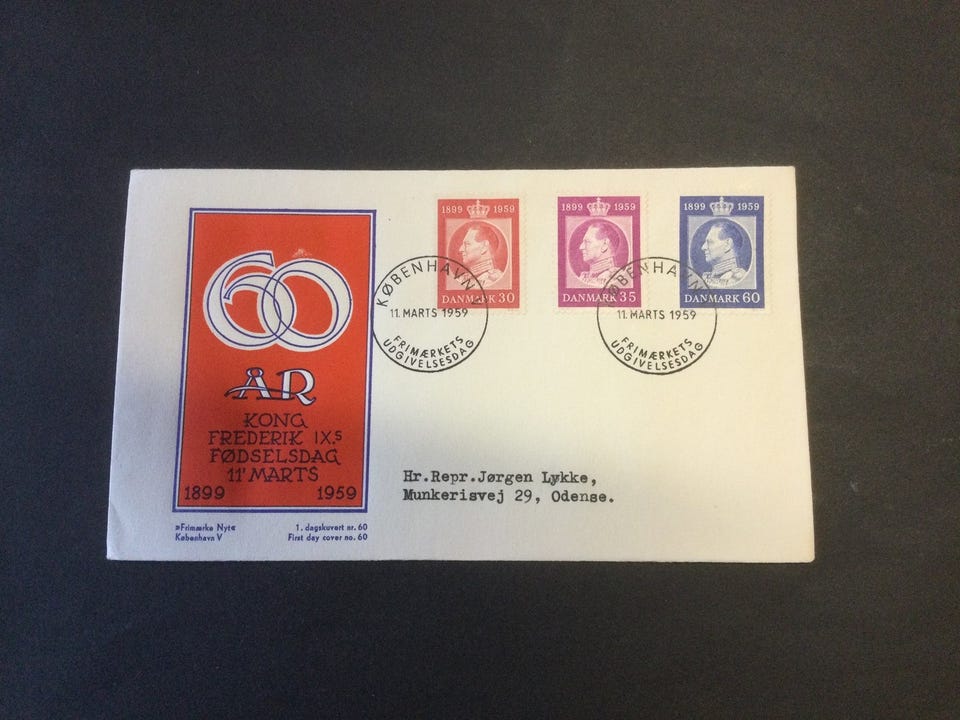 60
ÅR
KONG
FREDERIK IX.S
FØDSELSDAG
11' MARTS
1899 1959
»Frimærke Nyt«
København V
1. dagskuvert nr. 60
First day cover no. 60
1899 1959
DANMARK 30
1899 1959
DANMARK 35
1899 1959
DANMARK 60
KØBENHAVN
11. MARTS 1959
FRIMÆRKETS
UDGIVELSESDAG
KØBENHAVN
11. MARTS 1959
FRIMÆRKETS
UDGIVELSESDAG
Hr.Repr.Jørgen Lykke,
Munkerisvej 29, Odense.